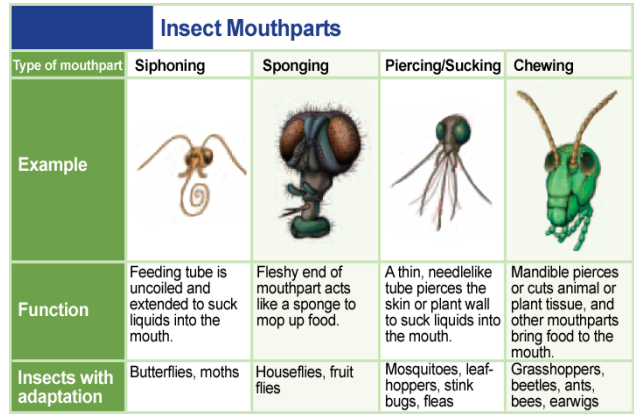 Insect Mouthparts
Type of mouthpart Siphoning Sponging Piercing/Sucking Chewing
Example
Function
Feeding tube is
uncoiled and
extended to suck
liquids into the
mouth.
Fleshy end of
mouthpart acts
like a sponge to
mop up food.
A thin, needlelike
tube pierces the
skin or plant wall
to suck liquids into
the mouth.
Mandible pierces
or cuts animal or
plant tissue, and
other mouthparts
bring food to the
mouth.
Insects with
adaptation
Butterflies, moths
Houseflies, fruit
flies
Mosquitoes, leaf-
hoppers, stink
bugs, fleas
Grasshoppers,
beetles, ants,
bees, earwigs